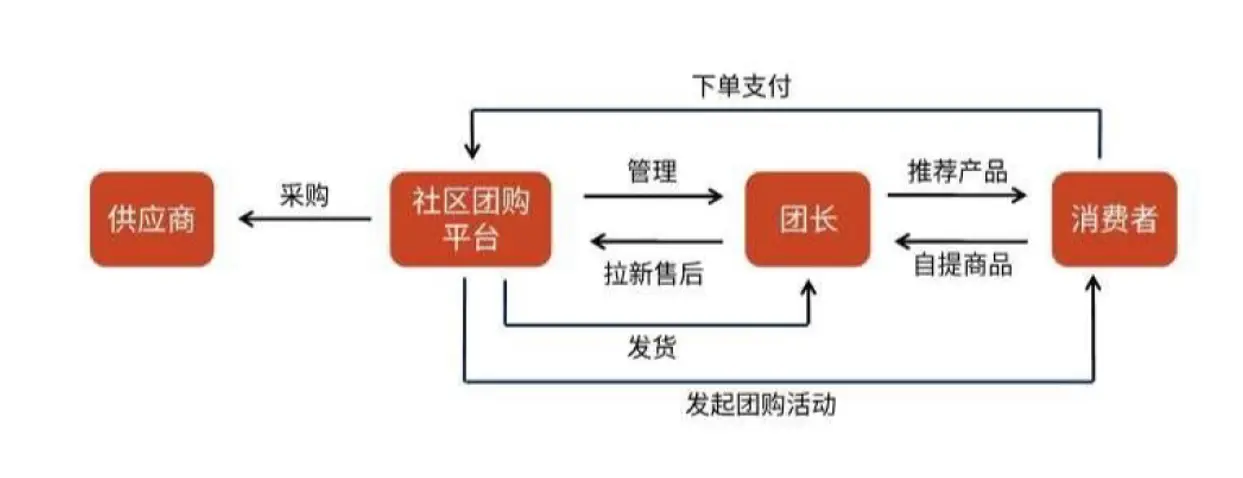 下单支付
管理
推荐产品
采购
供应商
社区团购
平台
团长
消费者
拉新售后
自提商品
发货
发起团购活动